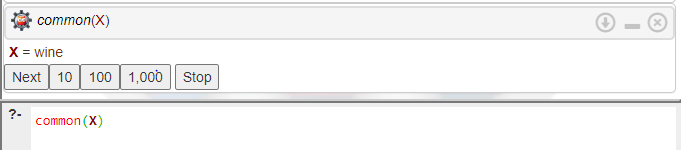 common(X)
X = wine
Next 10 100 1,000 Stop
?- common(X)